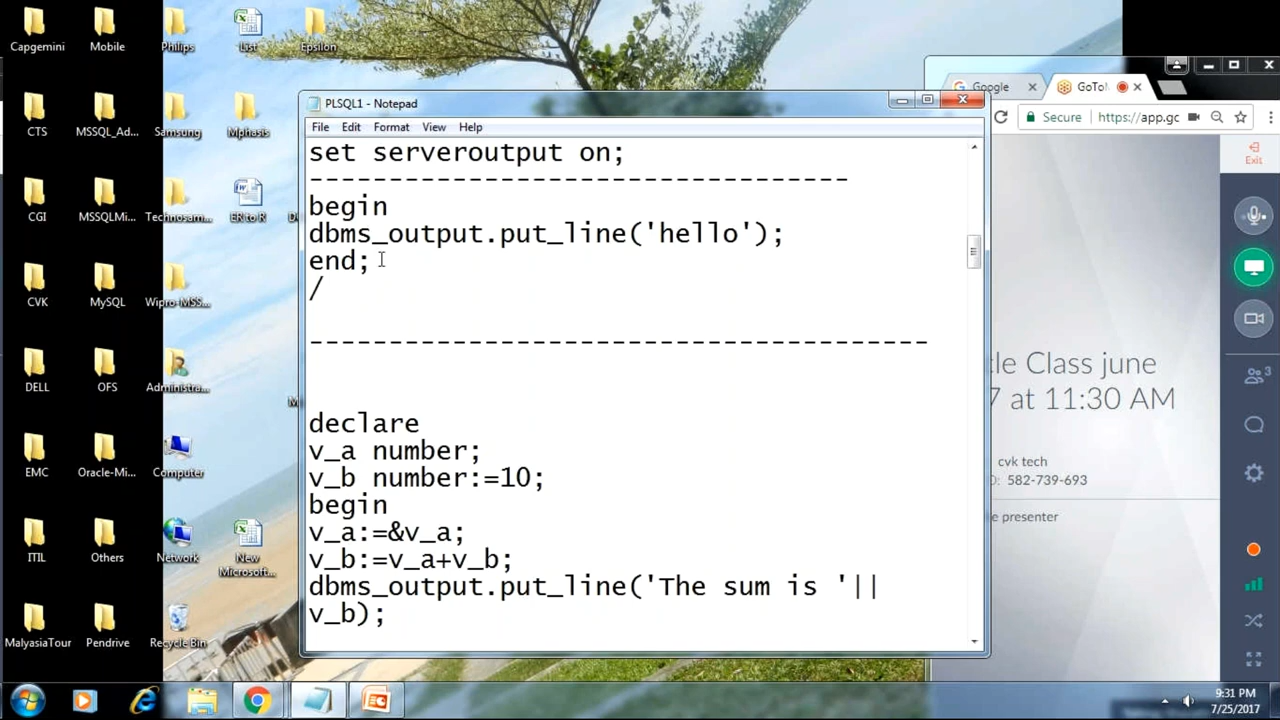 Capgemini
Mobile
Philips
List
Epsilon
CTS
MSSQL_Ad...
Samsung
Mphasis
CGI
MSSQLMi...
Technosam...
ER to R
CVK
MySQL
Wipro-MSS...
DELL
OFS
Administra...
EMC
Oracle-Mi...
Computer
ITIL
Others
Network
New
Microsoft...
MalyasiaTour
Pendrive
Recycle Bin
PLSQL1 - Notepad
File Edit Format View Help
set serveroutput on;
----------------------------------
begin
dbms_output.put_line('hello');
end;
/
---------------------------------------
declare
v_a number;
v_b number:=10;
begin
v_a:=&v_a;
v_b:=v_a+v_b;
dbms_output.put_line('The sum is '||
v_b);
Google
GoToM
Secure
https://app.gc
Exit
cle Class june
7 at 11:30 AM
cvk tech
D: 582-739-693
e presenter
3
9:31 PM
7/25/2017